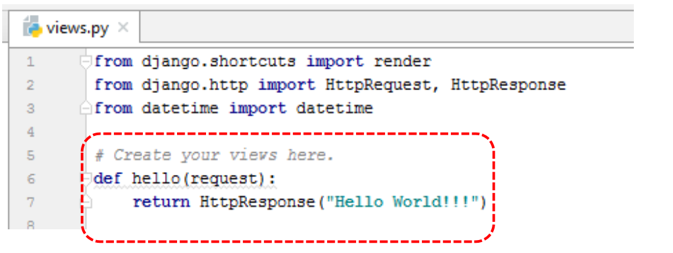 views.py ×
1 from django.shortcuts import render
2 from django.http import HttpRequest, HttpResponse
3 from datetime import datetime
4
5 # Create your views here.
6 def hello(request):
7     return HttpResponse("Hello World!!!")
8